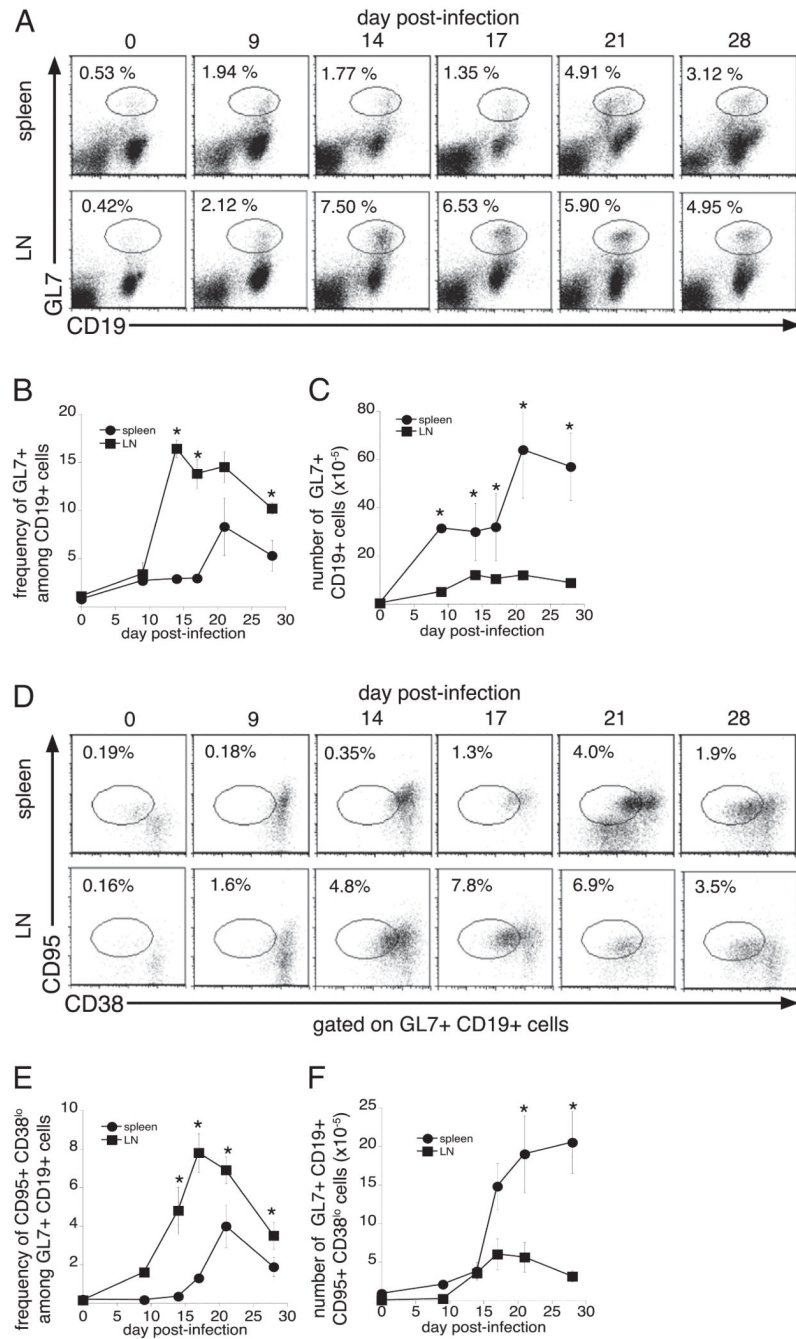 A
day post-infection
0 9 14 17 21 28
spleen
0.53 % 1.94 % 1.77 % 1.35 % 4.91 % 3.12 %
LN
0.42% 2.12 % 7.50 % 6.53 % 5.90 % 4.95 %
GL7
CD19
B
spleen
LN
* * *
20
15
10
5
0 5 10 15 20 25 30
frequency of GL7+
among CD19+ cells
day post-infection
C
spleen
LN
* * * * *
80
60
40
20
0 5 10 15 20 25 30
number of GL7+
CD19+ cells (x10-5)
day post-infection
D
day post-infection
0 9 14 17 21 28
spleen
0.19% 0.18% 0.35% 1.3% 4.0% 1.9%
LN
0.16% 1.6% 4.8% 7.8% 6.9% 3.5%
CD95
CD38
gated on GL7+ CD19+ cells
E
spleen
LN
* * * *
10
8
6
4
2
0 5 10 15 20 25 30
frequency of CD95+ CD38lo
among GL7+ CD19+ cells
day post-infection
F
spleen
LN
* *
25
20
15
10
5
0 5 10 15 20 25 30
number of GL7+ CD19+
CD95+ CD38lo cells (x10-5)
day post-infection